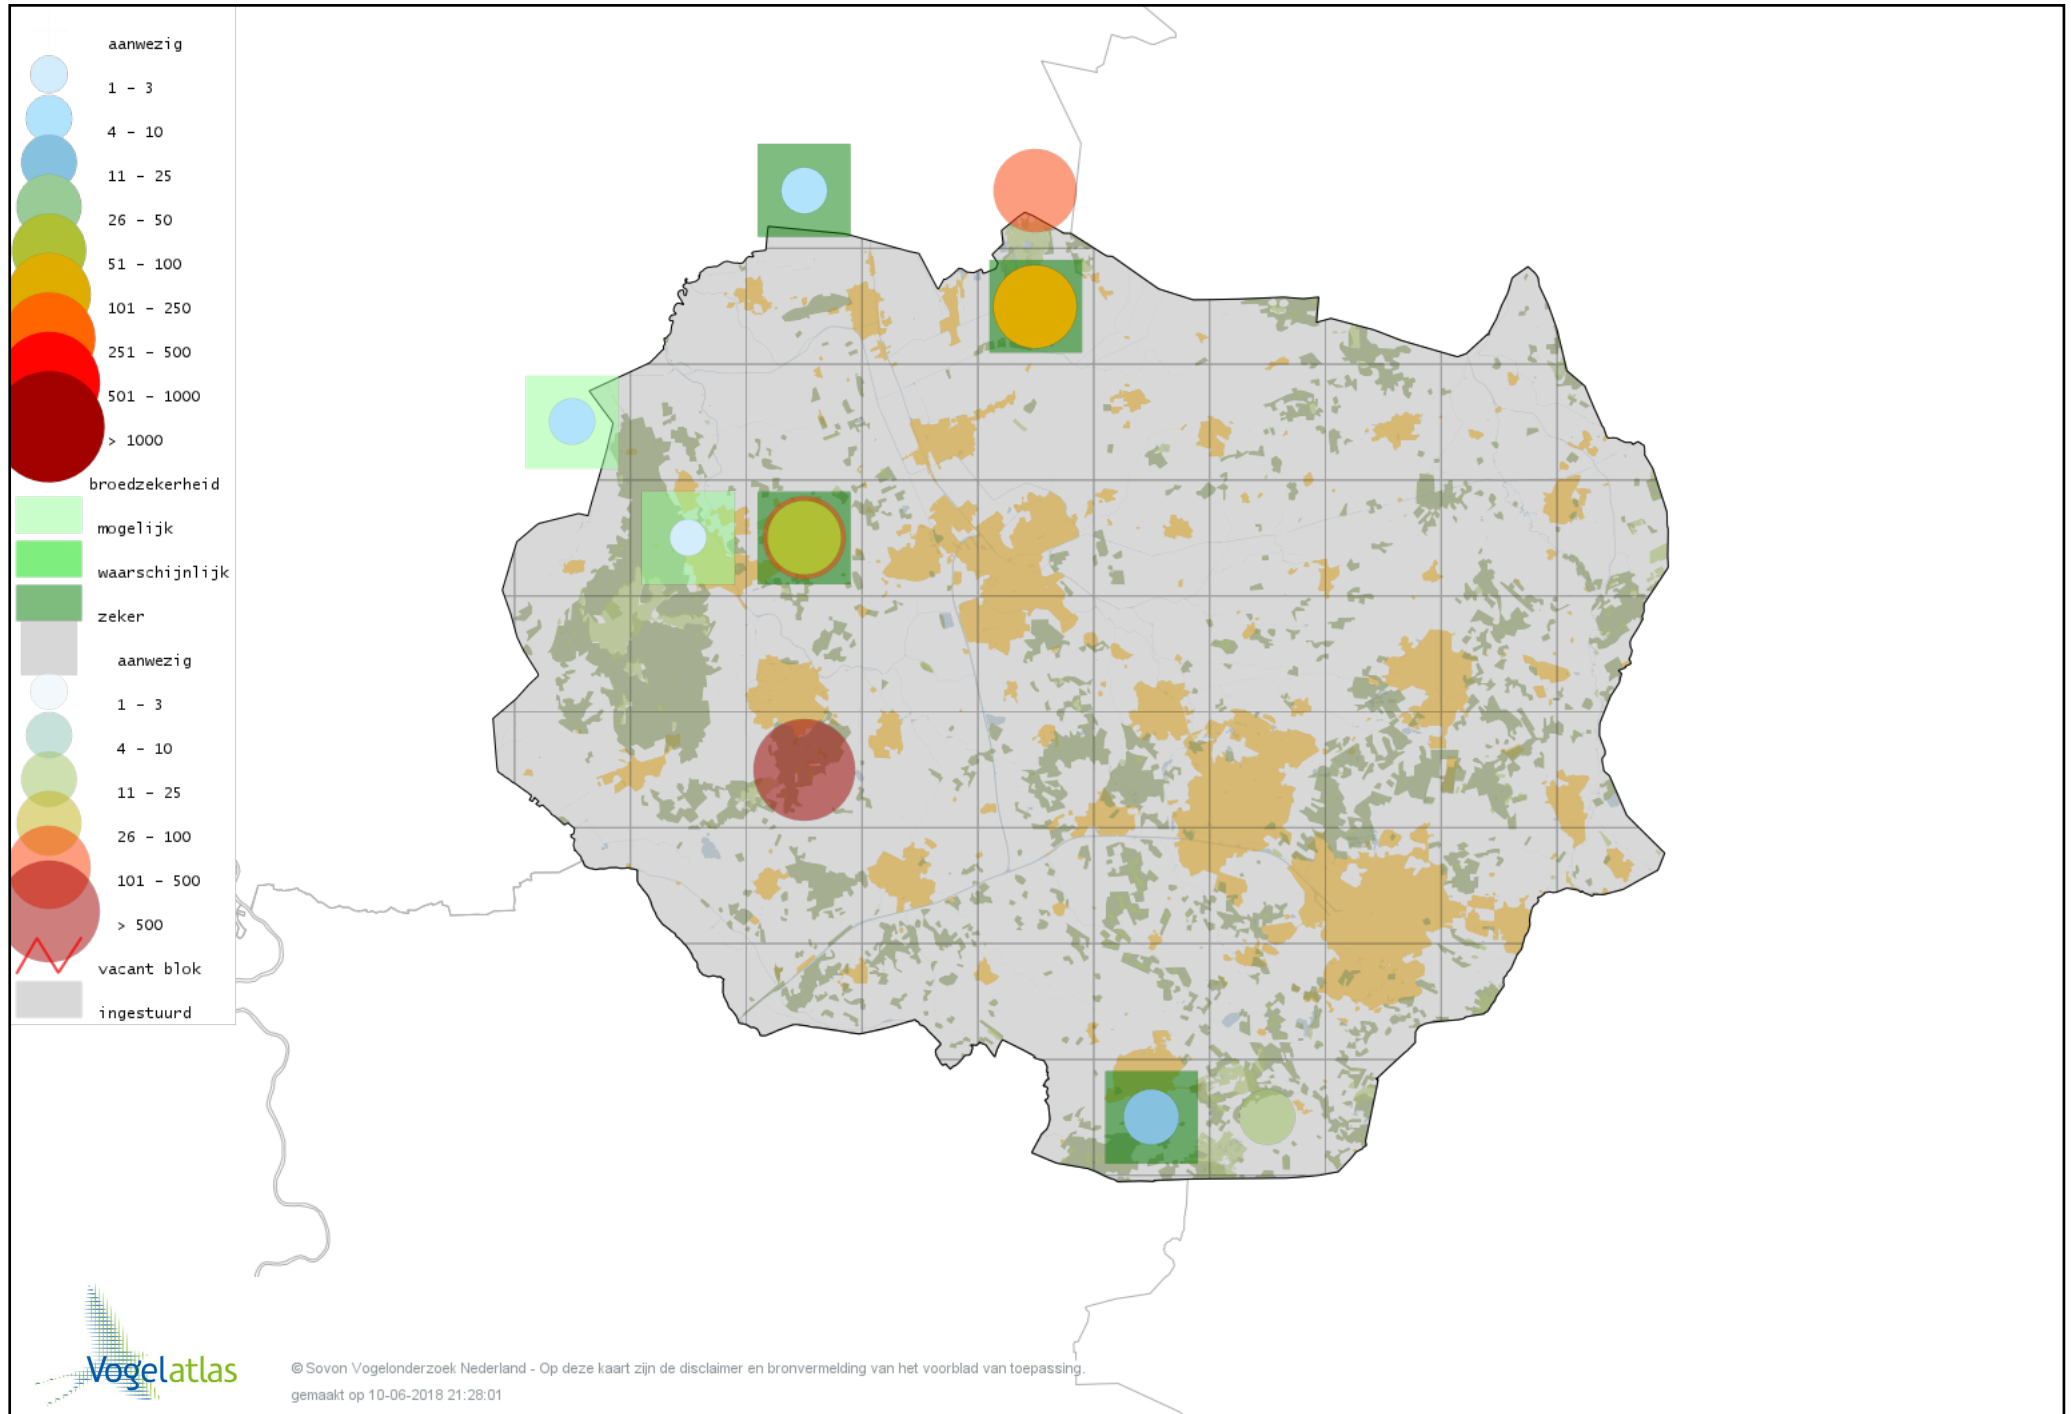 aanwezig
1 - 3
4 - 10
11 - 25
26 - 50
51 - 100
101 - 250
251 - 500
501 - 1000
> 1000
broedzekerheid
mogelijk
waarschijnlijk
zeker
aanwezig
1 - 3
4 - 10
11 - 25
26 - 100
101 - 500
> 500
vacant blok
ingestuurd
Vogelatlas
© Sovon Vogelonderzoek Nederland - Op deze kaart zijn de disclaimer en bronvermelding van het voorblad van toepassing.
gemaakt op 10-06-2018 21:28:01